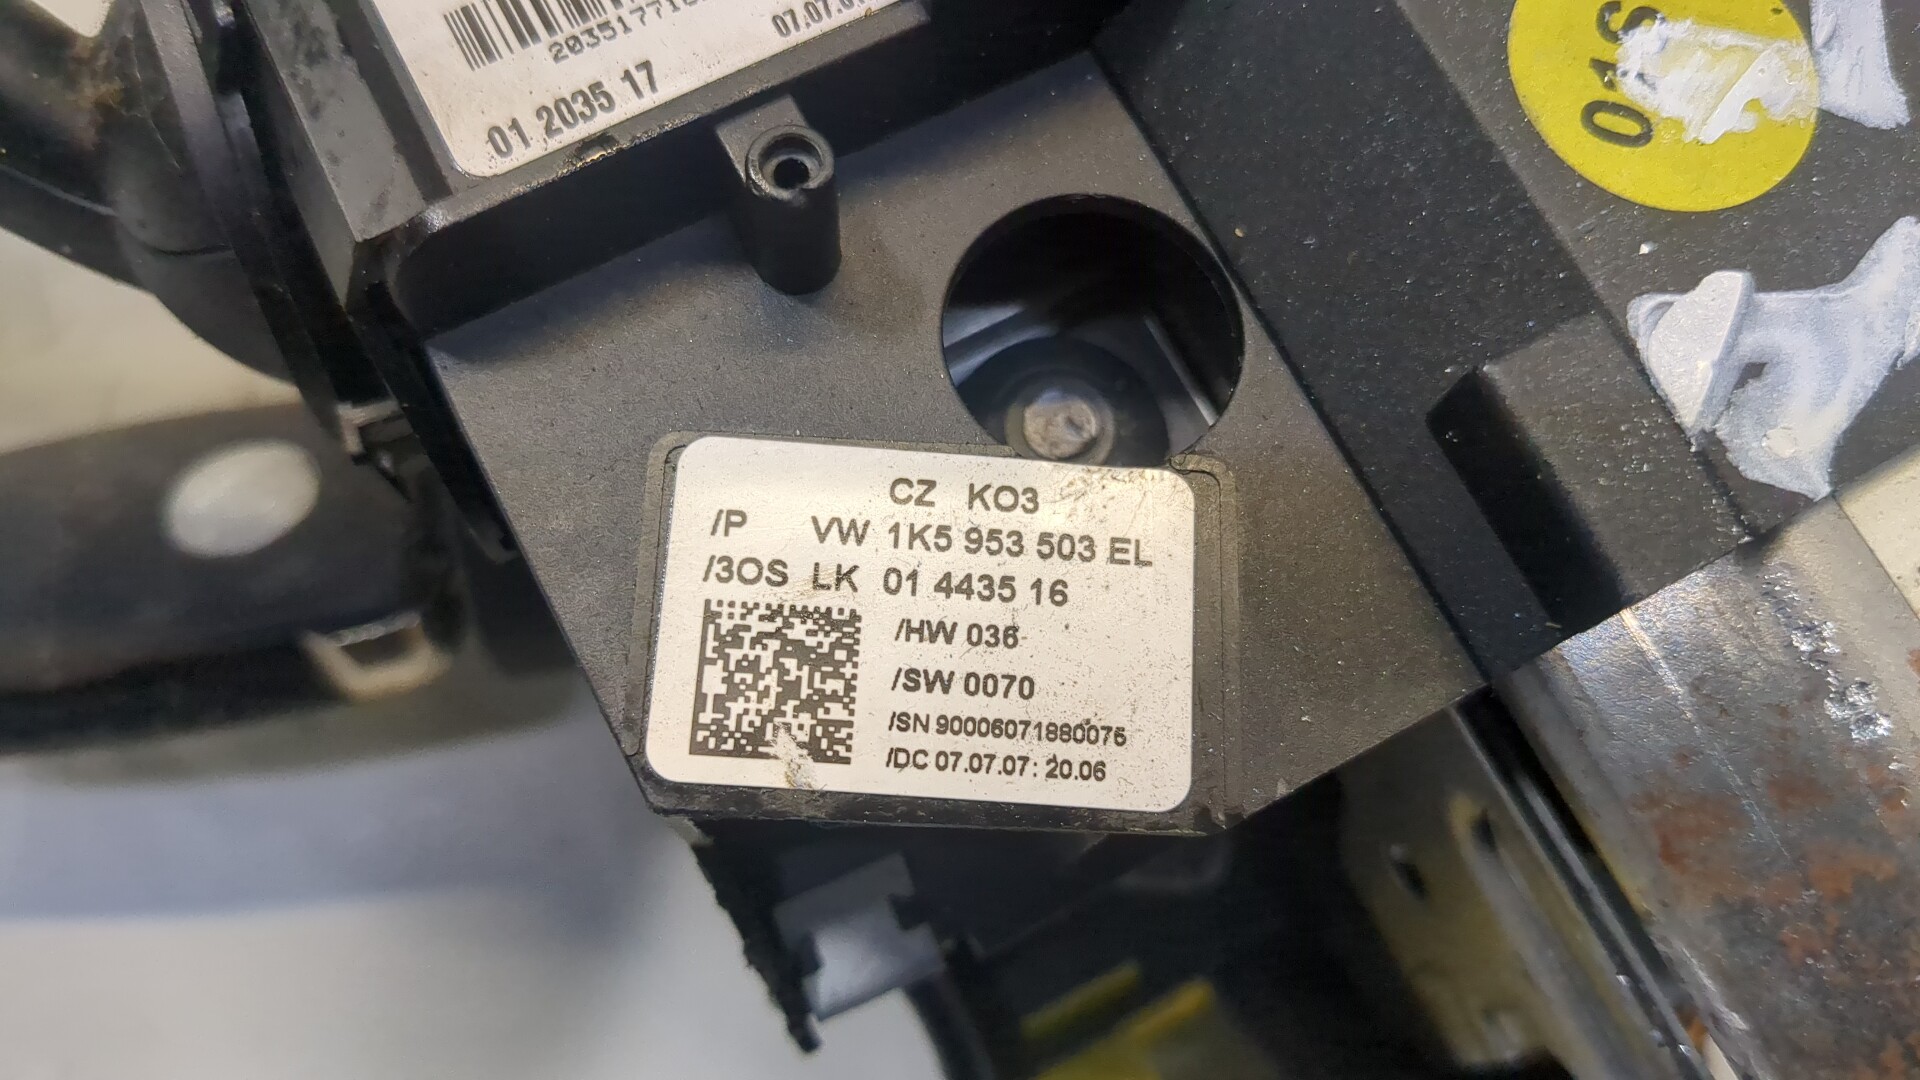 01 2035 17
CZ KO3
/P VW 1K5 953 503 EL
/3OS LK 01 4435 16
/HW 036
/SW 0070
/SN 90006071880075
/DC 07.07.07: 20.06